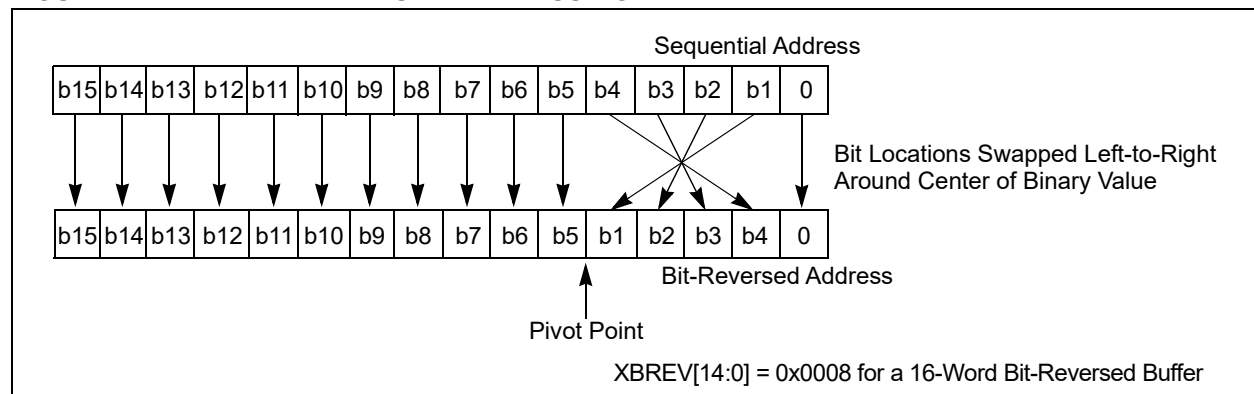 Sequential Address
b15 b14 b13 b12 b11 b10 b9 b8 b7 b6 b5 b4 b3 b2 b1 0
Bit Locations Swapped Left-to-Right
Around Center of Binary Value
b15 b14 b13 b12 b11 b10 b9 b8 b7 b6 b5 b1 b2 b3 b4 0
Bit-Reversed Address
Pivot Point
XBREV[14:0] = 0x0008 for a 16-Word Bit-Reversed Buffer